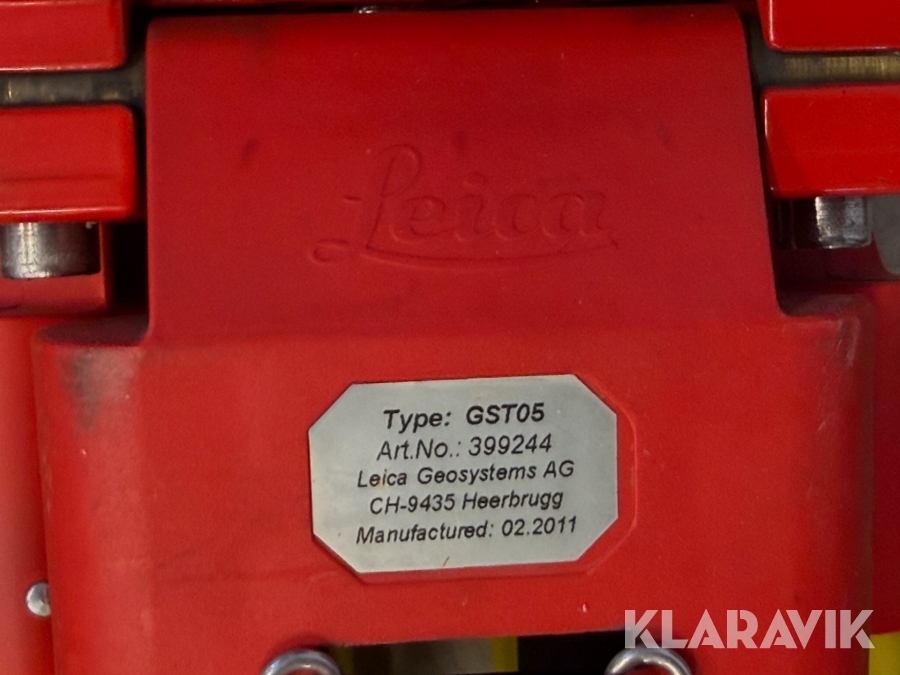 Leica
Type: GST05
Art.No.: 399244
Leica Geosystems AG
CH-9435 Heerbrugg
Manufactured: 02.2011
KLARAVIK